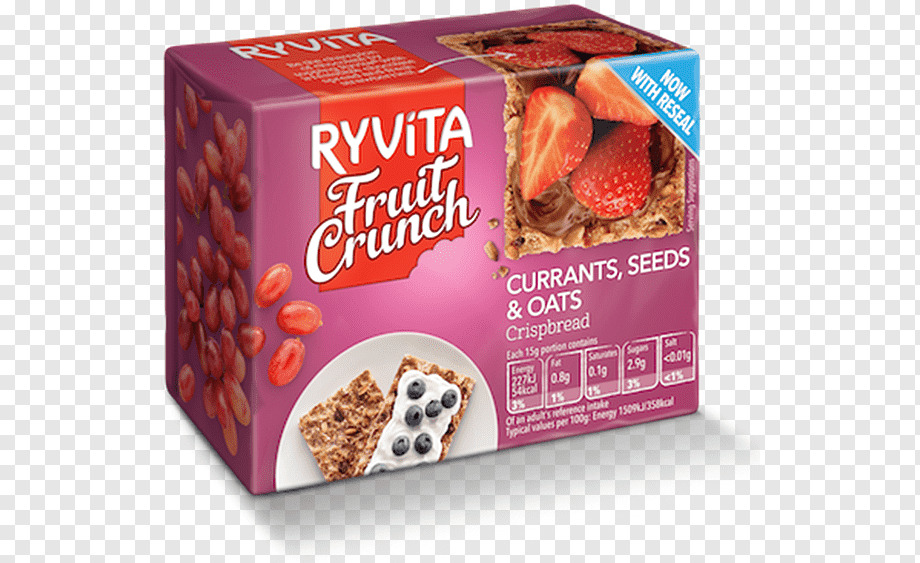 RYVITA
RYVITA
Fruit
Crunch
NOW
WITH RESEAL
Serving Suggestion
CURRANTS, SEEDS
& OATS
Crispbread
Each 15g portion contains
Energy
227kJ
54kcal
3%
Fat
0.8g
1%
Saturates
0.1g
1%
Sugars
2.9g
3%
Salt
<0.01g
<1%
Of an adult's reference intake
Typical values per 100g: Energy 1509kJ/358kcal